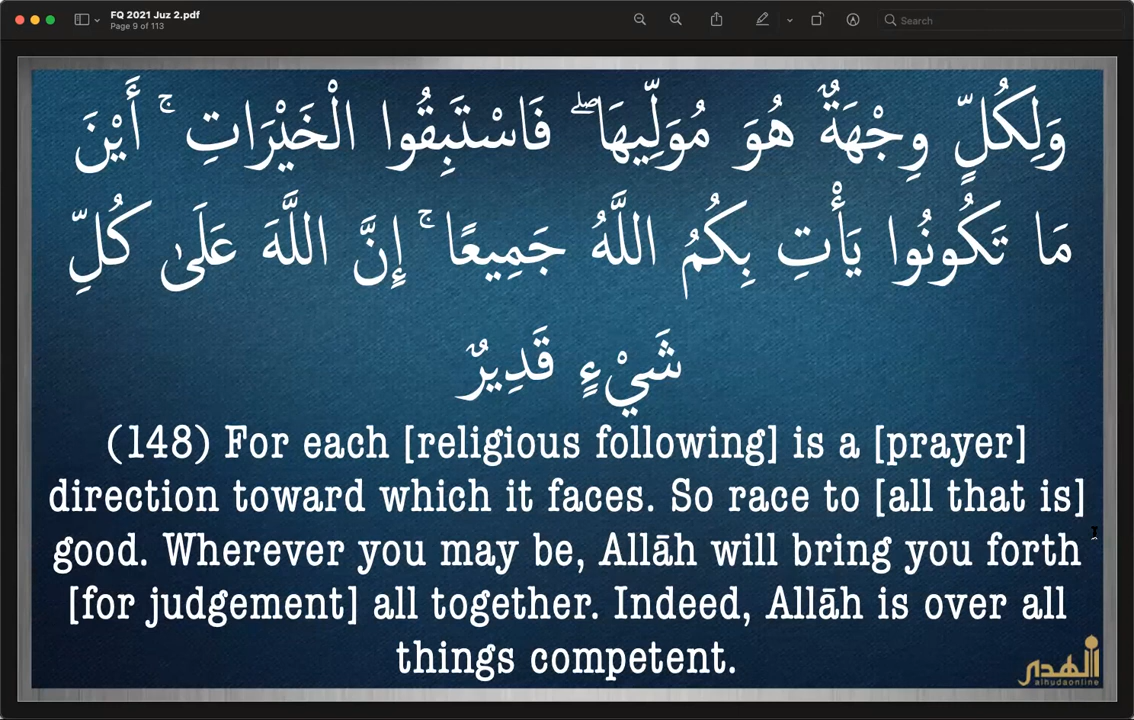 FQ 2021 Juz 2.pdf
Page 9 of 113
Search
وَلِكُلٍّ وِجْهَةٌ هُوَ مُوَلِّيهَا ۖ فَاسْتَبِقُوا الْخَيْرَاتِ ۚ أَيْنَ
مَا تَكُونُوا يَأْتِ بِكُمُ اللَّهُ جَمِيعًا ۚ إِنَّ اللَّهَ عَلَىٰ كُلِّ
شَيْءٍ قَدِيرٌ
(148) For each [religious following] is a [prayer]
direction toward which it faces. So race to [all that is]
good. Wherever you may be, Allāh will bring you forth
[for judgement] all together. Indeed, Allāh is over all
things competent.
الهدى
alhudaonline